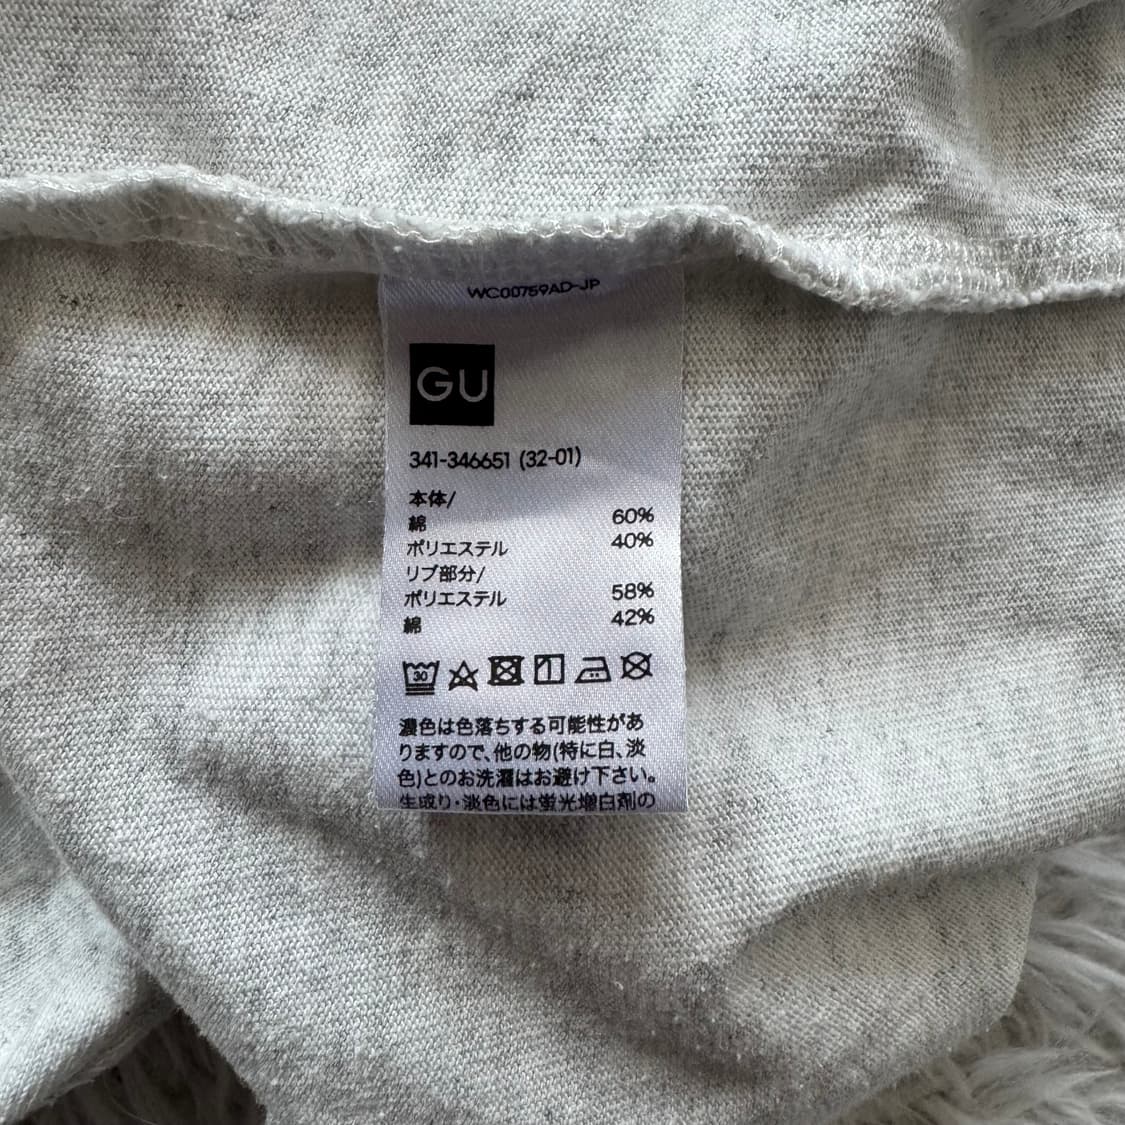 WC00759AD-JP
GU
341-346651 (32-01)
本体/
綿 60%
ポリエステル 40%
リブ部分/
ポリエステル 58%
綿 42%
30
濃色は色落ちする可能性があ
りますので、他の物(特に白、淡
色)とのお洗濯はお避け下さい。
生成り・淡色には蛍光増白剤の